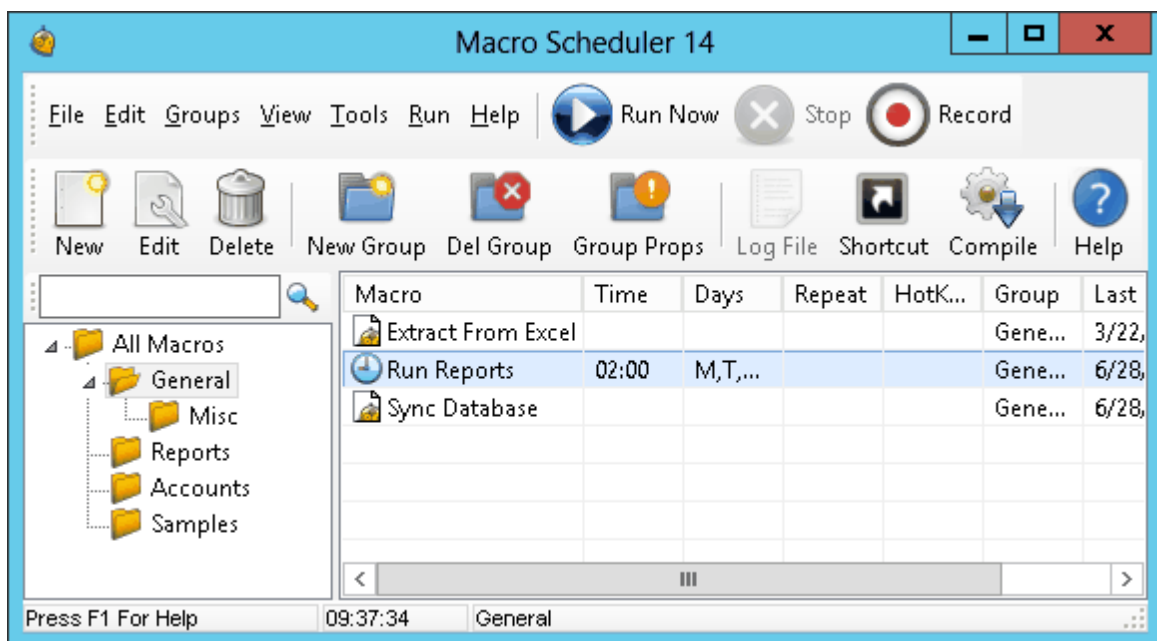 Macro Scheduler 14
File Edit Groups View Tools Run Help Run Now Stop Record
New Edit Delete New Group Del Group Group Props Log File Shortcut Compile Help
Macro Time Days Repeat HotK... Group Last
All Macros
General
Misc
Reports
Accounts
Samples
Extract From Excel Gene... 3/22,
Run Reports 02:00 M,T,... Gene... 6/28,
Sync Database Gene... 6/28,
Press F1 For Help 09:37:34 General